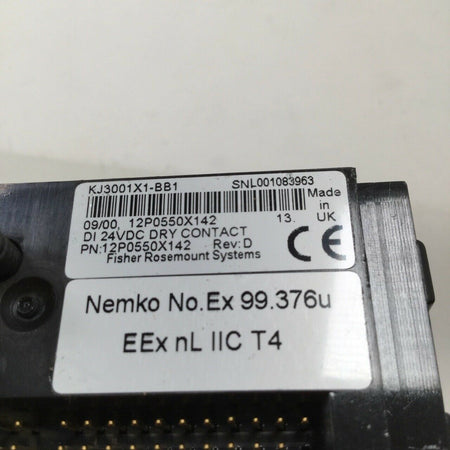 KJ3001X1-BB1 SNL001083963
Made
in
UK
09/00, 12P0550X142 13.
DI 24VDC DRY CONTACT
PN:12P0550X142 Rev: D
Fisher Rosemount Systems
CE
Nemko No.Ex 99.376u
EEx nL IIC T4